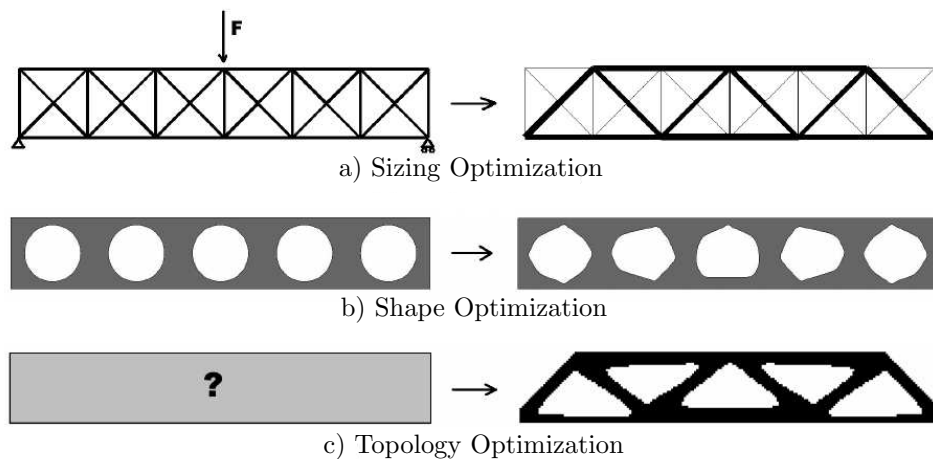 F
a) Sizing Optimization
b) Shape Optimization
?
c) Topology Optimization